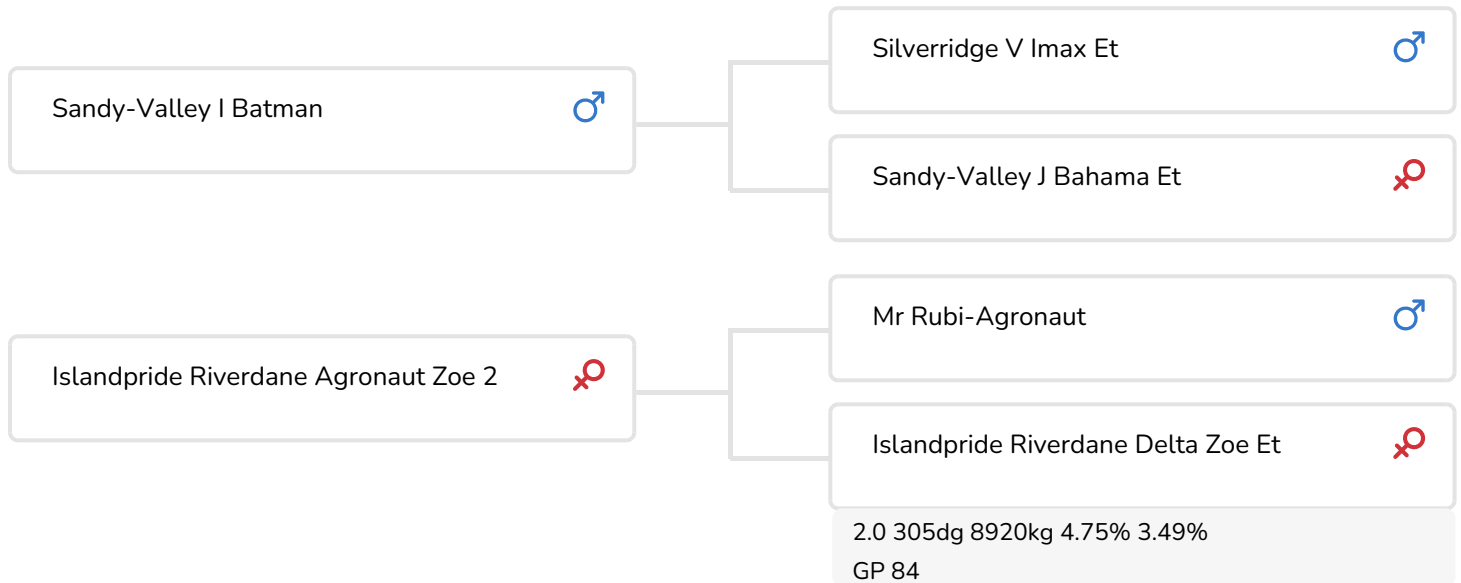 Silverridge V Imax Et
Sandy-Valley I Batman
Sandy-Valley J Bahama Et
Mr Rubi-Agronaut
Islandpride Riverdane Agronaut Zoe 2
Islandpride Riverdane Delta Zoe Et
2.0 305dg 8920kg 4.75% 3.49%
GP 84